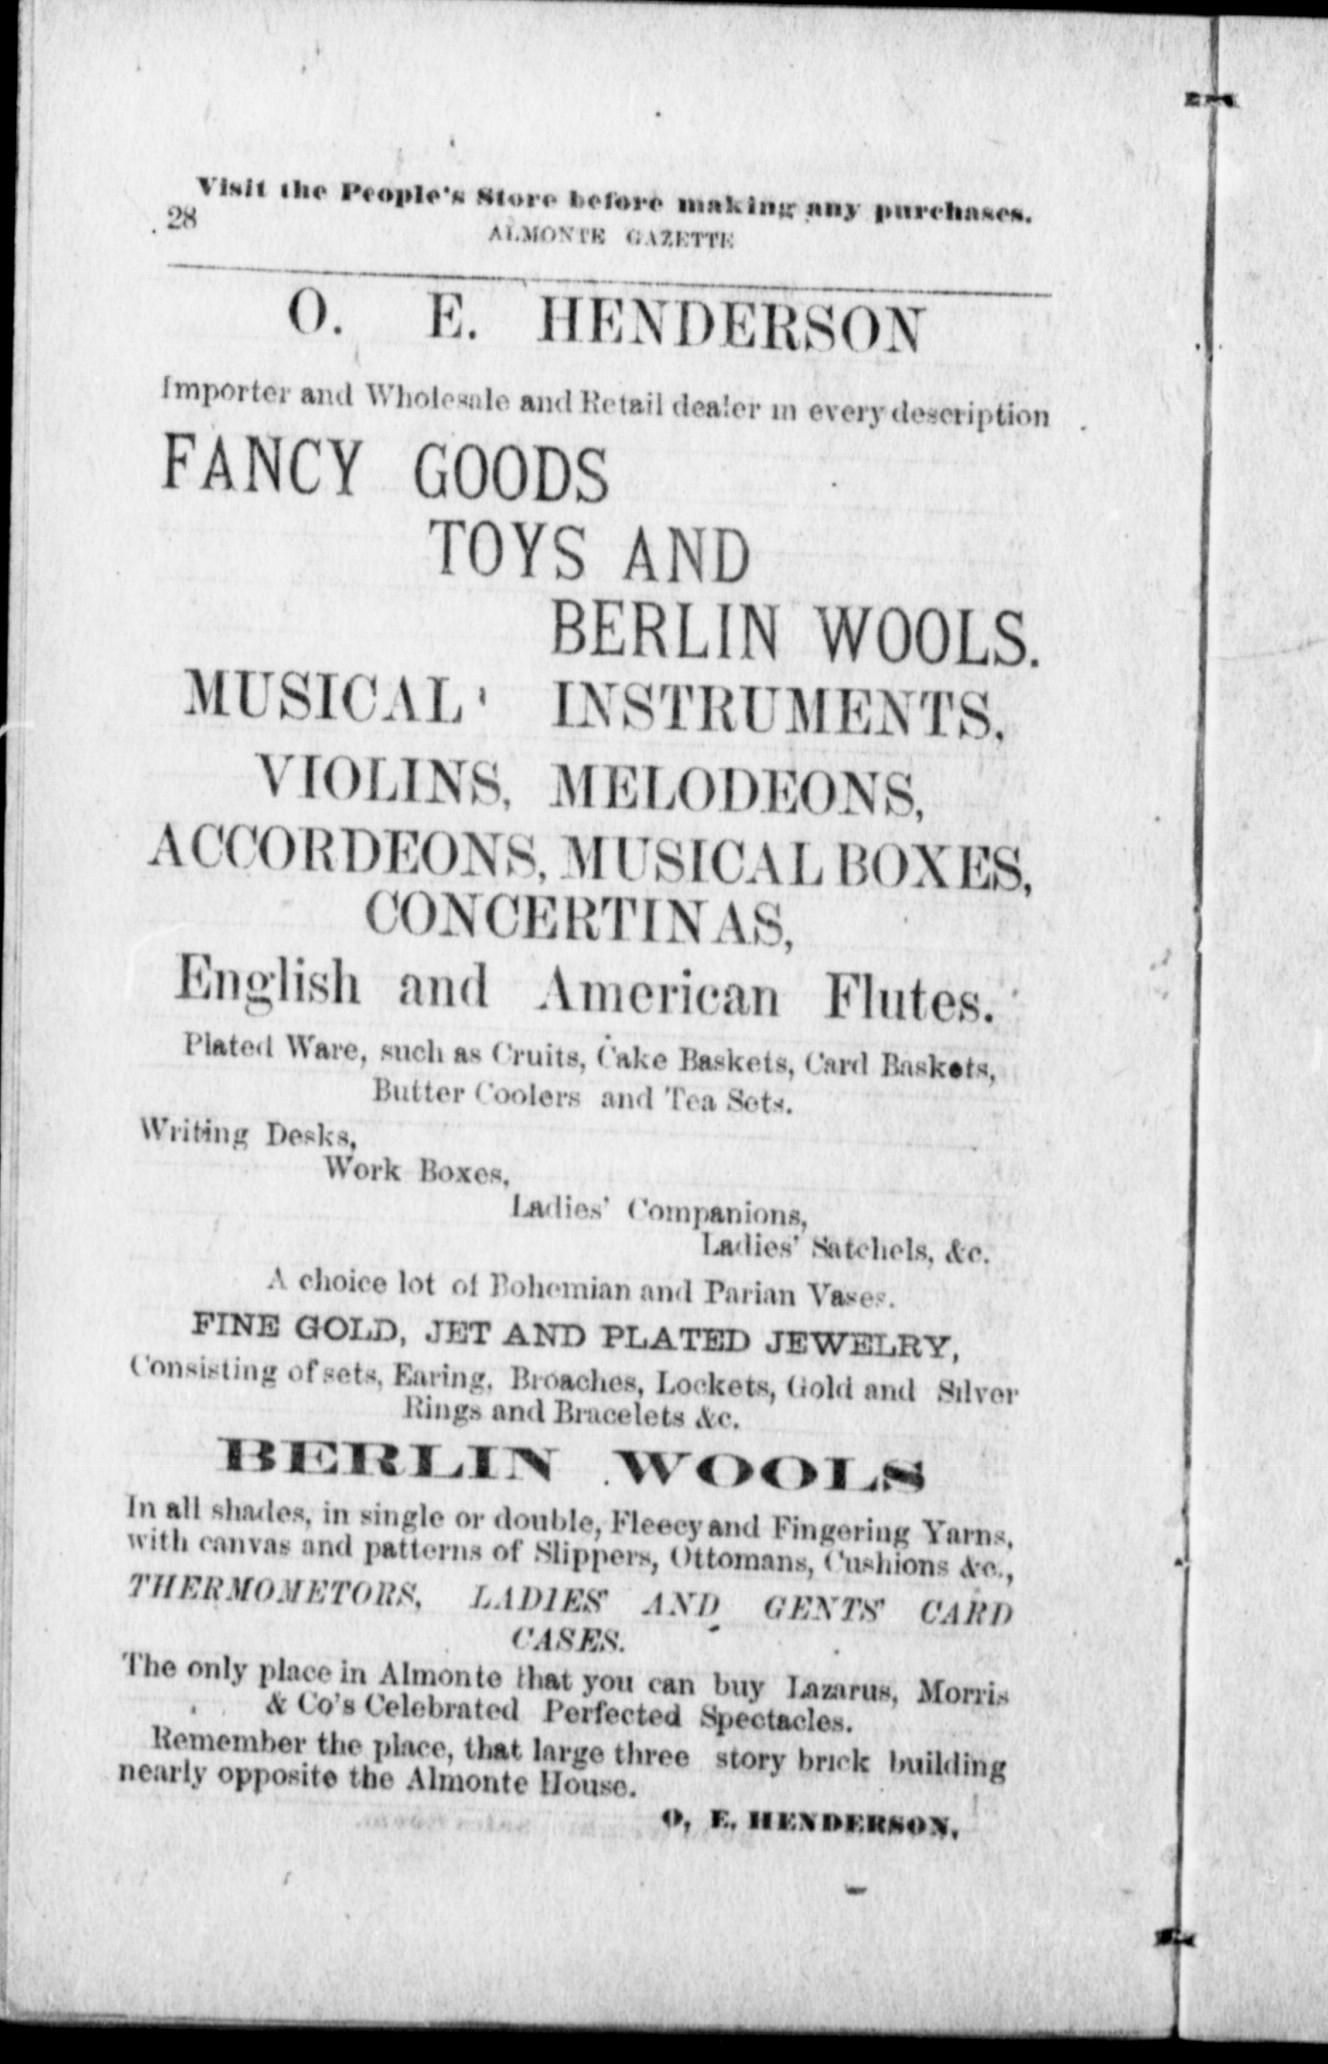 Visit the People's Store before making any purchases.
28
ALMONTE GAZETTE
O. E. HENDERSON
Importer and Wholesale and Retail dealer in every description
FANCY GOODS
TOYS AND
BERLIN WOOLS.
MUSICAL' INSTRUMENTS,
VIOLINS, MELODEONS,
ACCORDEONS, MUSICAL BOXES,
CONCERTINAS,
English and American Flutes.
Plated Ware, such as Cruits, Cake Baskets, Card Baskets,
Butter Coolers and Tea Sets.
Writing Desks,
Work Boxes,
Ladies' Companions,
Ladies' Satchels, &c.
A choice lot of Bohemian and Parian Vases.
FINE GOLD, JET AND PLATED JEWELRY,
Consisting of sets, Earing, Broaches, Lockets, Gold and Silver
Rings and Bracelets &c.
BERLIN WOOLS
In all shades, in single or double, Fleecy and Fingering Yarns,
with canvas and patterns of Slippers, Ottomans, Cushions &c.,
THERMOMETORS, LADIES' AND GENTS' CARD
CASES.
The only place in Almonte that you can buy Lazarus, Morris
& Co's Celebrated Perfected Spectacles.
Remember the place, that large three story brick building
nearly opposite the Almonte House.
O, E. HENDERSON.